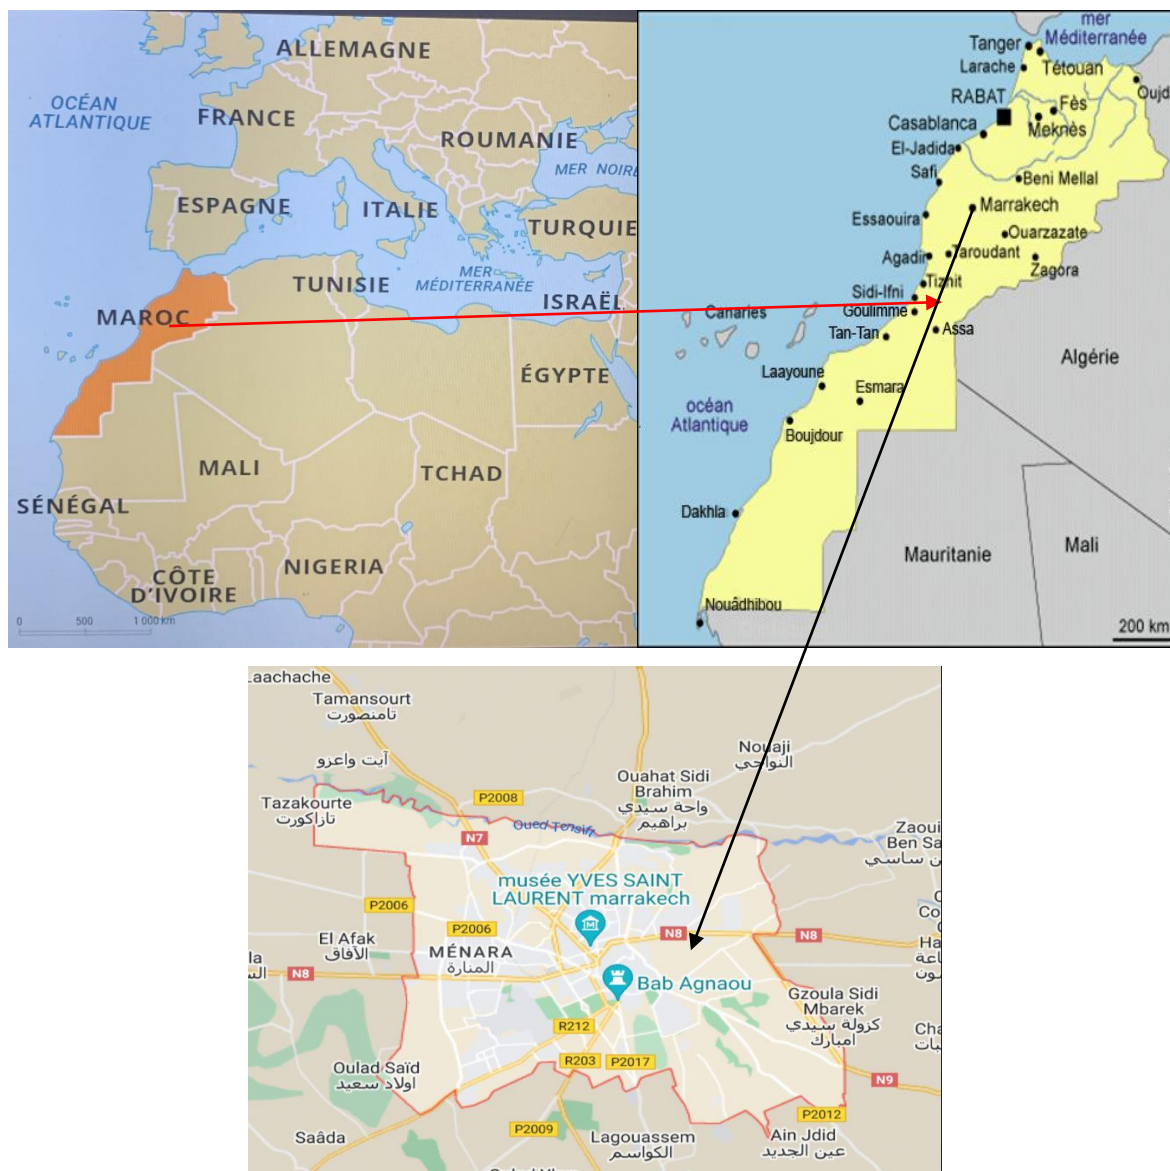 ALLEMAGNE
OCÉAN
ATLANTIQUE
FRANCE
ROUMANIE
MER NOIRE
ESPAGNE
ITALIE
TURQUIE
MER
MÉDITERRANÉE
TUNISIE
ISRAËL
MAROC
ÉGYPTE
MALI
TCHAD
SÉNÉGAL
NIGERIA
CÔTE
D'IVOIRE
0 500 1 000 km
mer
Méditerranée
Tanger
Tétouan
Larache
Oujd
RABAT
Fès
Meknès
Casablanca
El-Jadida
Safi
Beni Mellal
Marrakech
Essaouira
Ouarzazate
Agadir
Taroudant
Zagora
Tiznit
Sidi-Ifni
Goulimme
Canaries
Tan-Tan
Assa
Algérie
Laayoune
Esmara
océan
Atlantique
Boujdour
Dakhla
Mauritanie
Mali
Nouâdhibou
200 km
Laachache
Tamansourt
تامنصورت
آيت واعزو
Nouaji
النواجي
Ouahat Sidi
Brahim
واحة سيدي
براهيم
P2008
Tazakourte
تازاكورت
Oued Tensift
N7
Zaoui
Ben Sa
ن ساسي
musée YVES SAINT
LAURENT marrakech
P2006
P2006
N8
N8
El Afak
الآفاق
MÉNARA
المنارة
N8
Bab Agnaou
Gzoula Sidi
Mbarek
كزولة سيدي
امبارك
R212
R203
P2017
Oulad Saïd
اولاد سعيد
N9
P2012
P2009
Saâda
Lagouassem
الكواسم
Ain Jdid
عين الجديد